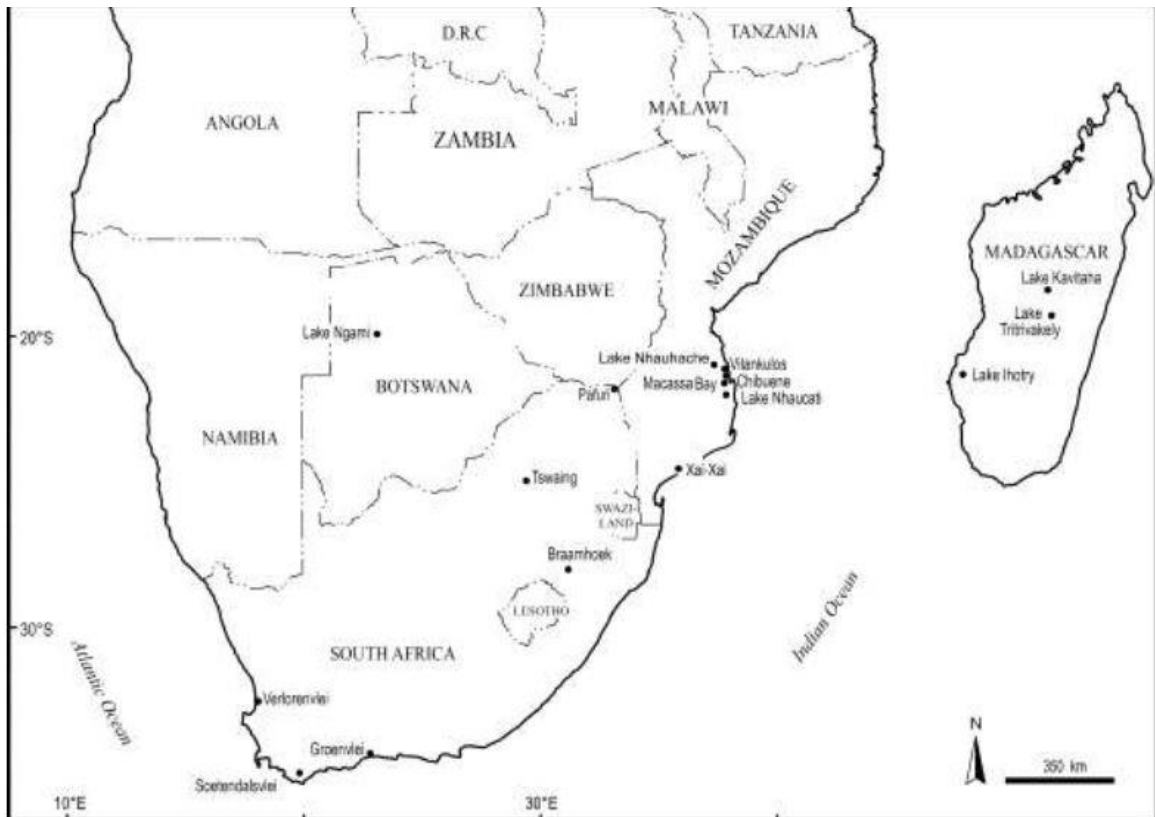 D.R.C
TANZANIA
MALAWI
ANGOLA
ZAMBIA
MOZAMBIQUE
MADAGASCAR
Lake Kavitaha
ZIMBABWE
Lake
Tritrivakely
20°S
Lake Ngami
Lake Nhauhache
Vilankulos
Lake Ihotry
BOTSWANA
Macassa Bay
Chibuene
Pafuri
Lake Nhaucati
NAMIBIA
Xai-Xai
Tswaing
SWAZI-
LAND
Braamhoek
LESOTHO
Indian Ocean
30°S
SOUTH AFRICA
Atlantic Ocean
Verlorenvlei
N
Groenvlei
350 km
Soetendalsvlei
10°E
30°E